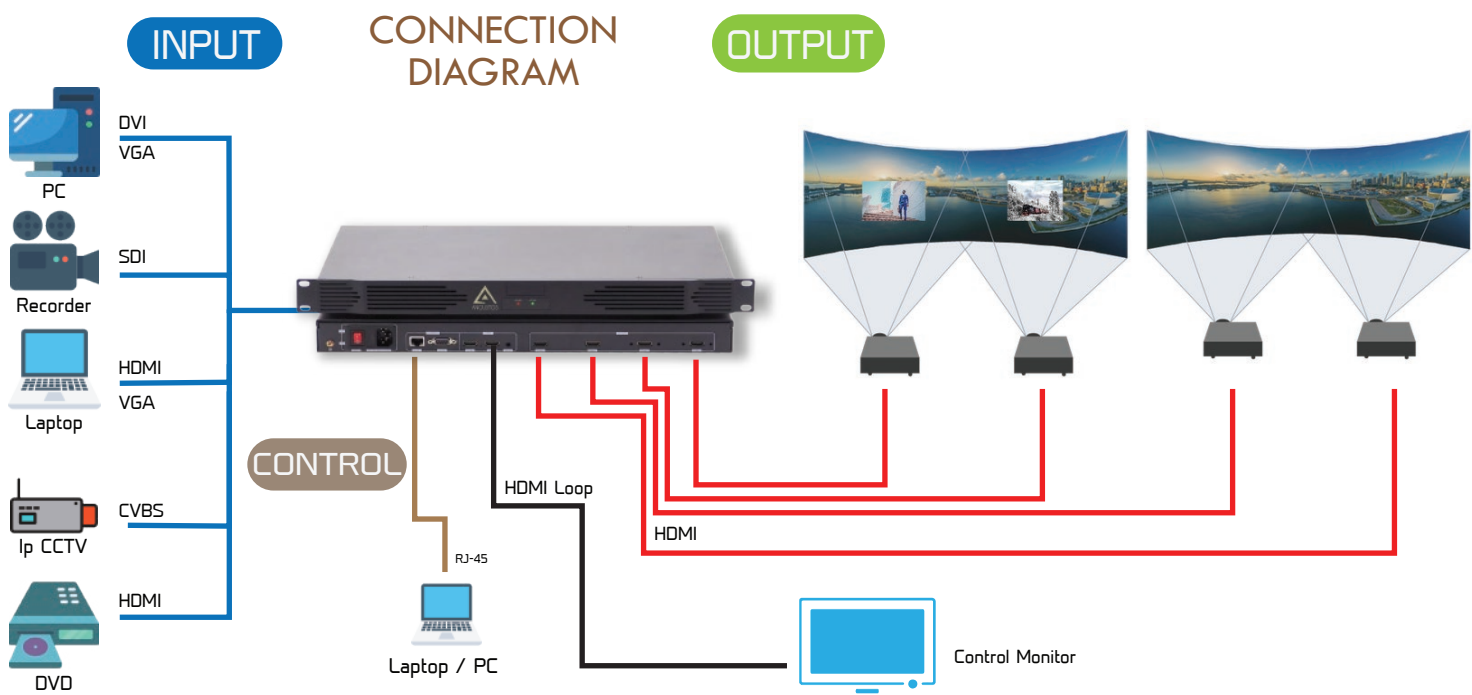 INPUT
CONNECTION
DIAGRAM
OUTPUT
DVI
VGA
PC
SDI
Recorder
HDMI
VGA
Laptop
CONTROL
HDMI Loop
CVBS
Ip CCTV
HDMI
RJ-45
HDMI
DVD
Laptop / PC
Control Monitor